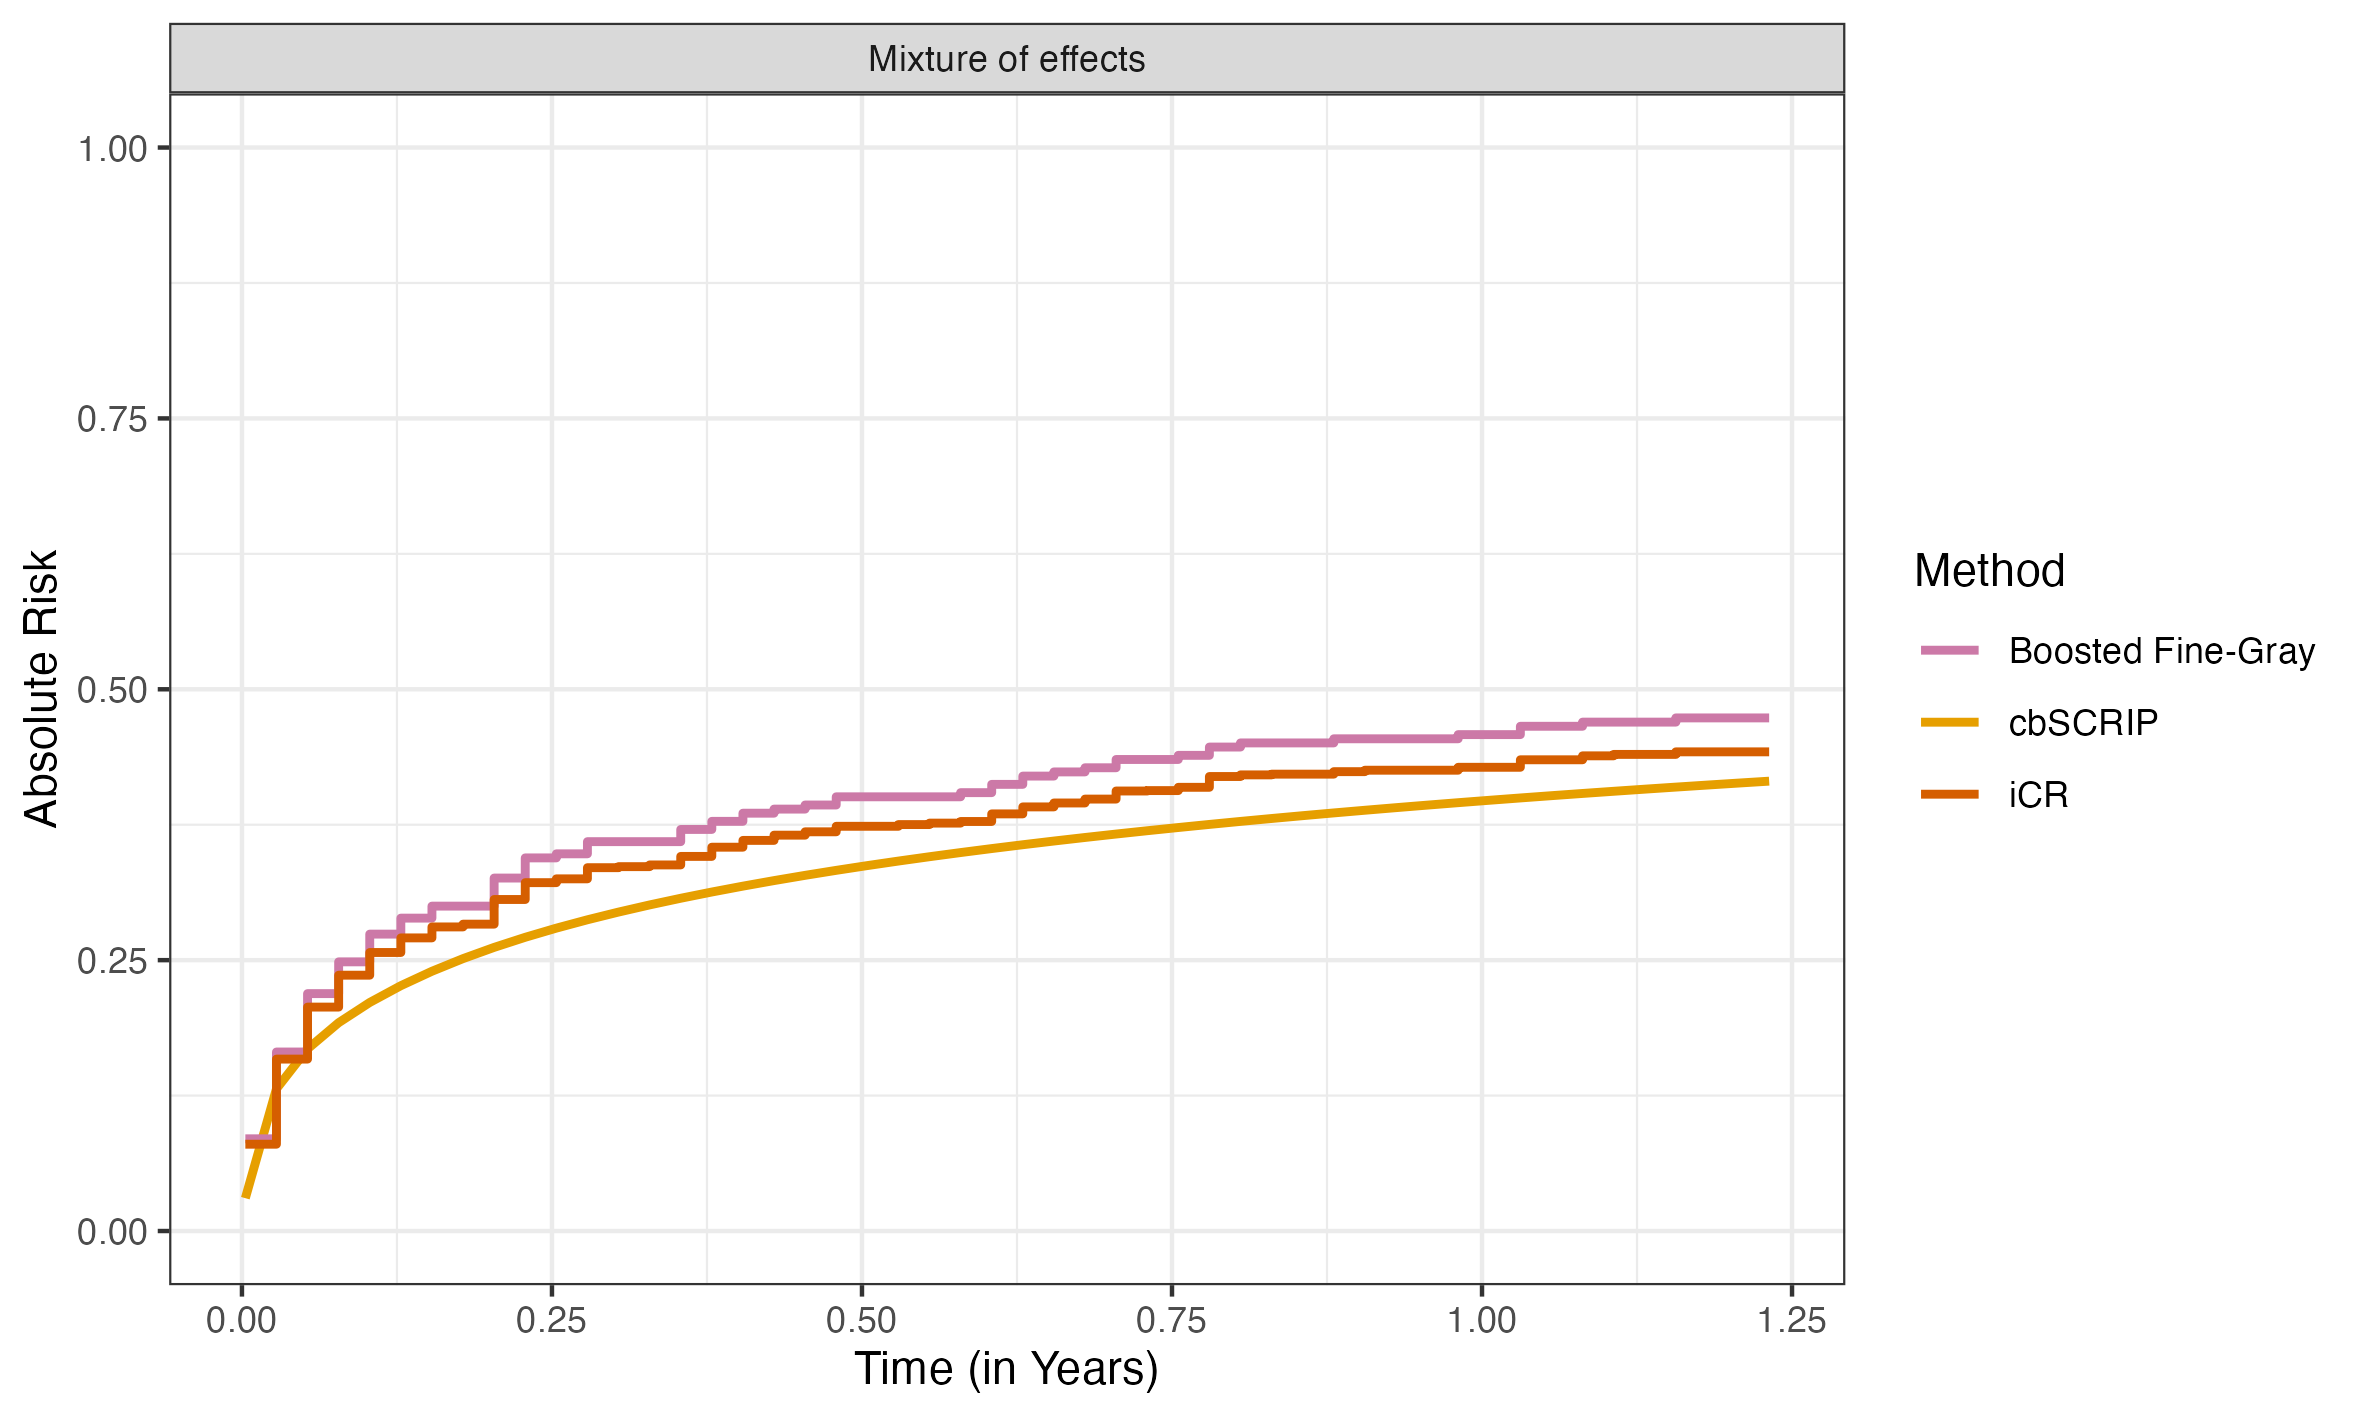 Mixture of effects
1.00
0.75
0.50
0.25
0.00
Absolute Risk
0.00 0.25 0.50 0.75 1.00 1.25
Time (in Years)
Method
Boosted Fine-Gray
cbSCRIP
iCR